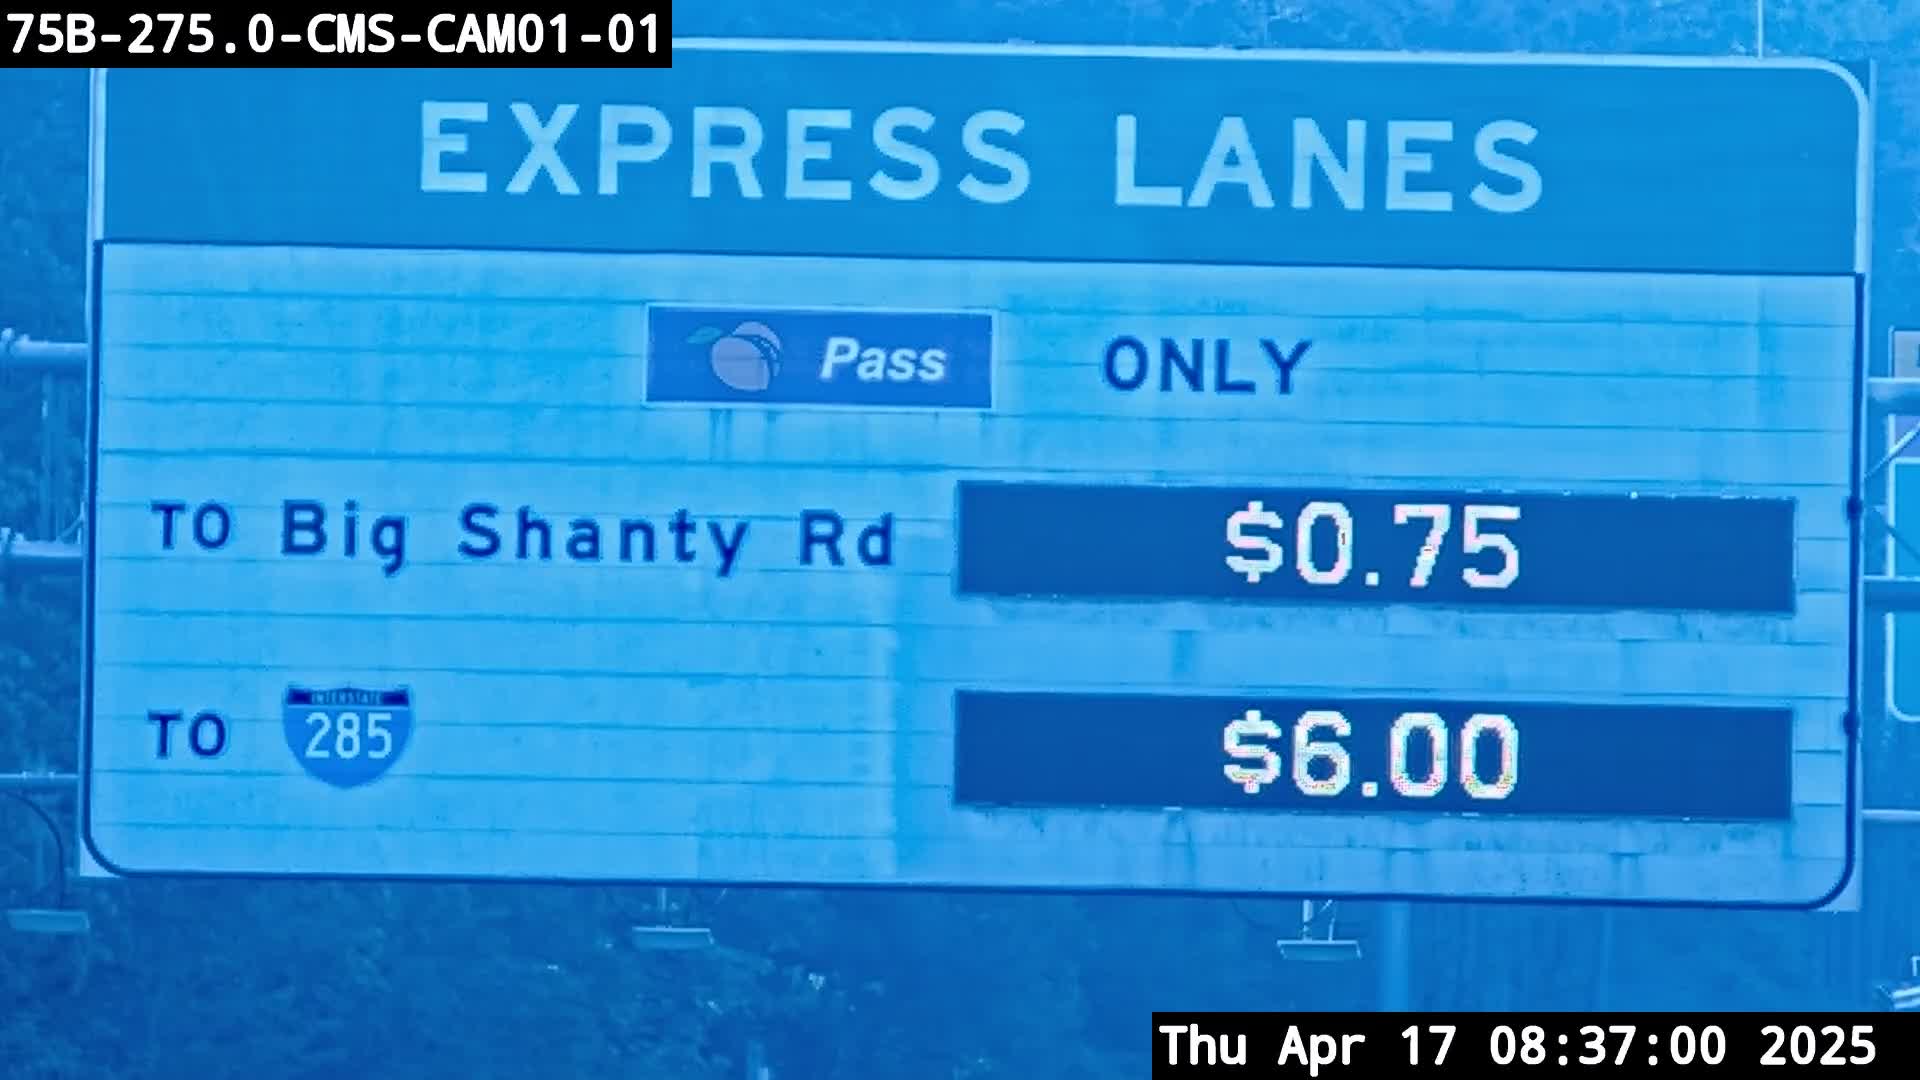 75B-275.0-CMS-CAM01-01
EXPRESS LANES
Pass ONLY
TO Big Shanty Rd $0.75
TO INTERSTATE 285 $6.00
Thu Apr 17 08:37:00 2025